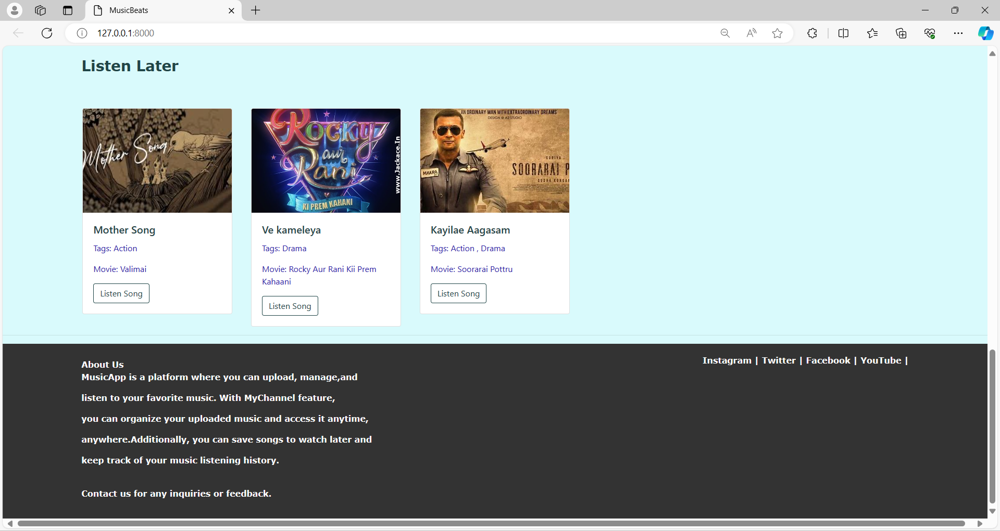 MusicBeats
127.0.0.1:8000
Listen Later
Mother Song
Rocky
aur
Rani
KI PREM KAHANI
www.Jackace.In
AN ORDINARY MAN WITH EXTRAORDINARY DREAMS
DESIGN @ A2 STUDIO
MAARA
SURIYA
SOORARAI P
SUDHA KONGAR
Mother Song
Tags: Action
Movie: Valimai
Listen Song
Ve kameleya
Tags: Drama
Movie: Rocky Aur Rani Kii Prem
Kahaani
Listen Song
Kayilae Aagasam
Tags: Action , Drama
Movie: Soorarai Pottru
Listen Song
About Us
MusicApp is a platform where you can upload, manage,and
listen to your favorite music. With MyChannel feature,
you can organize your uploaded music and access it anytime,
anywhere.Additionally, you can save songs to watch later and
keep track of your music listening history.
Contact us for any inquiries or feedback.
Instagram | Twitter | Facebook | YouTube |